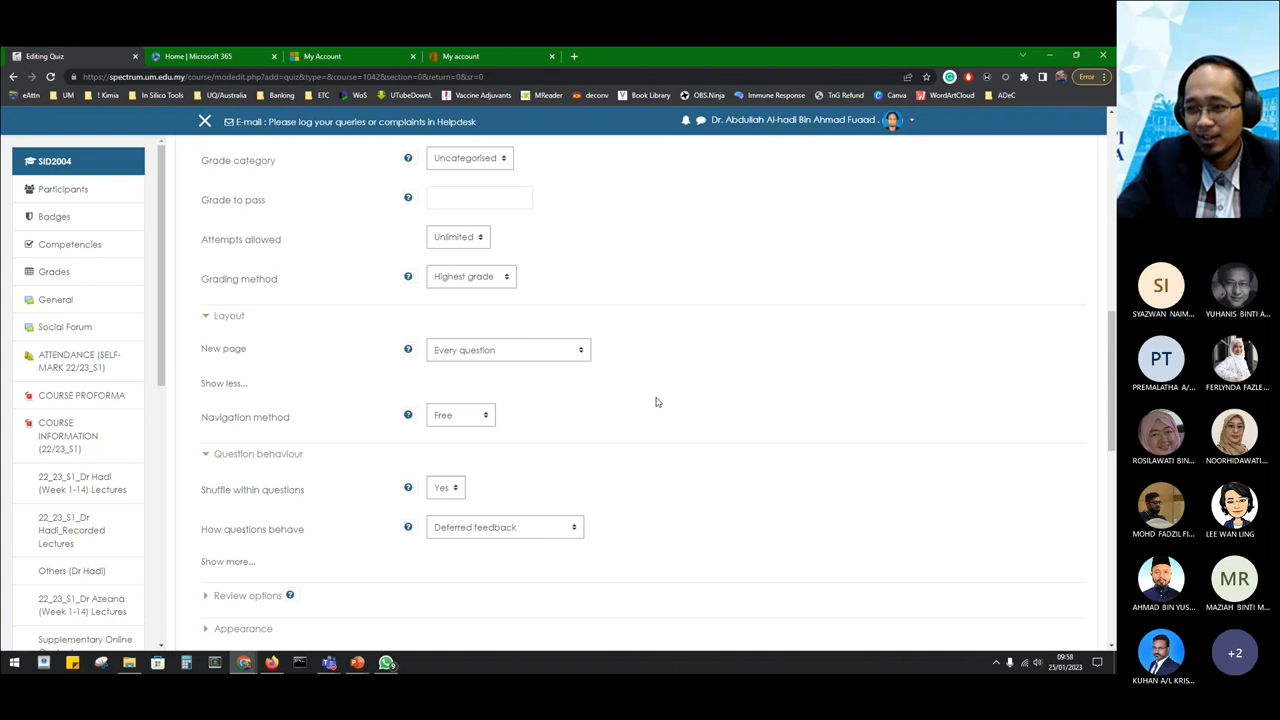 Editing Quiz
Home | Microsoft 365
My Account
My account
https://spectrum.um.edu.my/course/modedit.php?add=quiz&type=&course=1042&section=0&return=0&sr=0
Error
eAttn
UM
! Kimia
In Silico Tools
UQ/Australia
Banking
ETC
WoS
UTubeDownL
Vaccine Adjuvants
MReader
deconv
Book Library
OBS.Ninja
Immune Response
TnG Refund
Canva
WordArtCloud
ADeC
E-mail : Please log your queries or complaints in Helpdesk
Dr. Abdullah Al-hadi Bin Ahmad Fuaad .
SID2004
Participants
Badges
Competencies
Grades
General
Social Forum
ATTENDANCE (SELF-
MARK 22/23_S1)
COURSE PROFORMA
COURSE
INFORMATION
(22/23_S1)
22_23_S1_Dr Hadi
(Week 1-14) Lectures
22_23_S1_Dr
Hadi_Recorded
Lectures
Others (Dr Hadi)
22_23_S1_Dr Azeana
(Week 1-14) Lectures
Supplementary Online
Grade category
Uncategorised
Grade to pass
Attempts allowed
Unlimited
Grading method
Highest grade
Layout
New page
Every question
Show less...
Navigation method
Free
Question behaviour
Shuffle within questions
Yes
How questions behave
Deferred feedback
Show more...
Review options
Appearance
09:58
25/01/2023
SI
SYAZWAN NAIM...
YUHANIS BINTI A...
PT
PREMALATHA A/...
FERLYNDA FAZLE...
ROSILAWATI BIN...
NOORHIDAWATI...
MOHD FADZIL FI...
LEE WAN LING
AHMAD BIN YUS...
MR
MAZIAH BINTI M...
KUHAN A/L KRIS...
+2